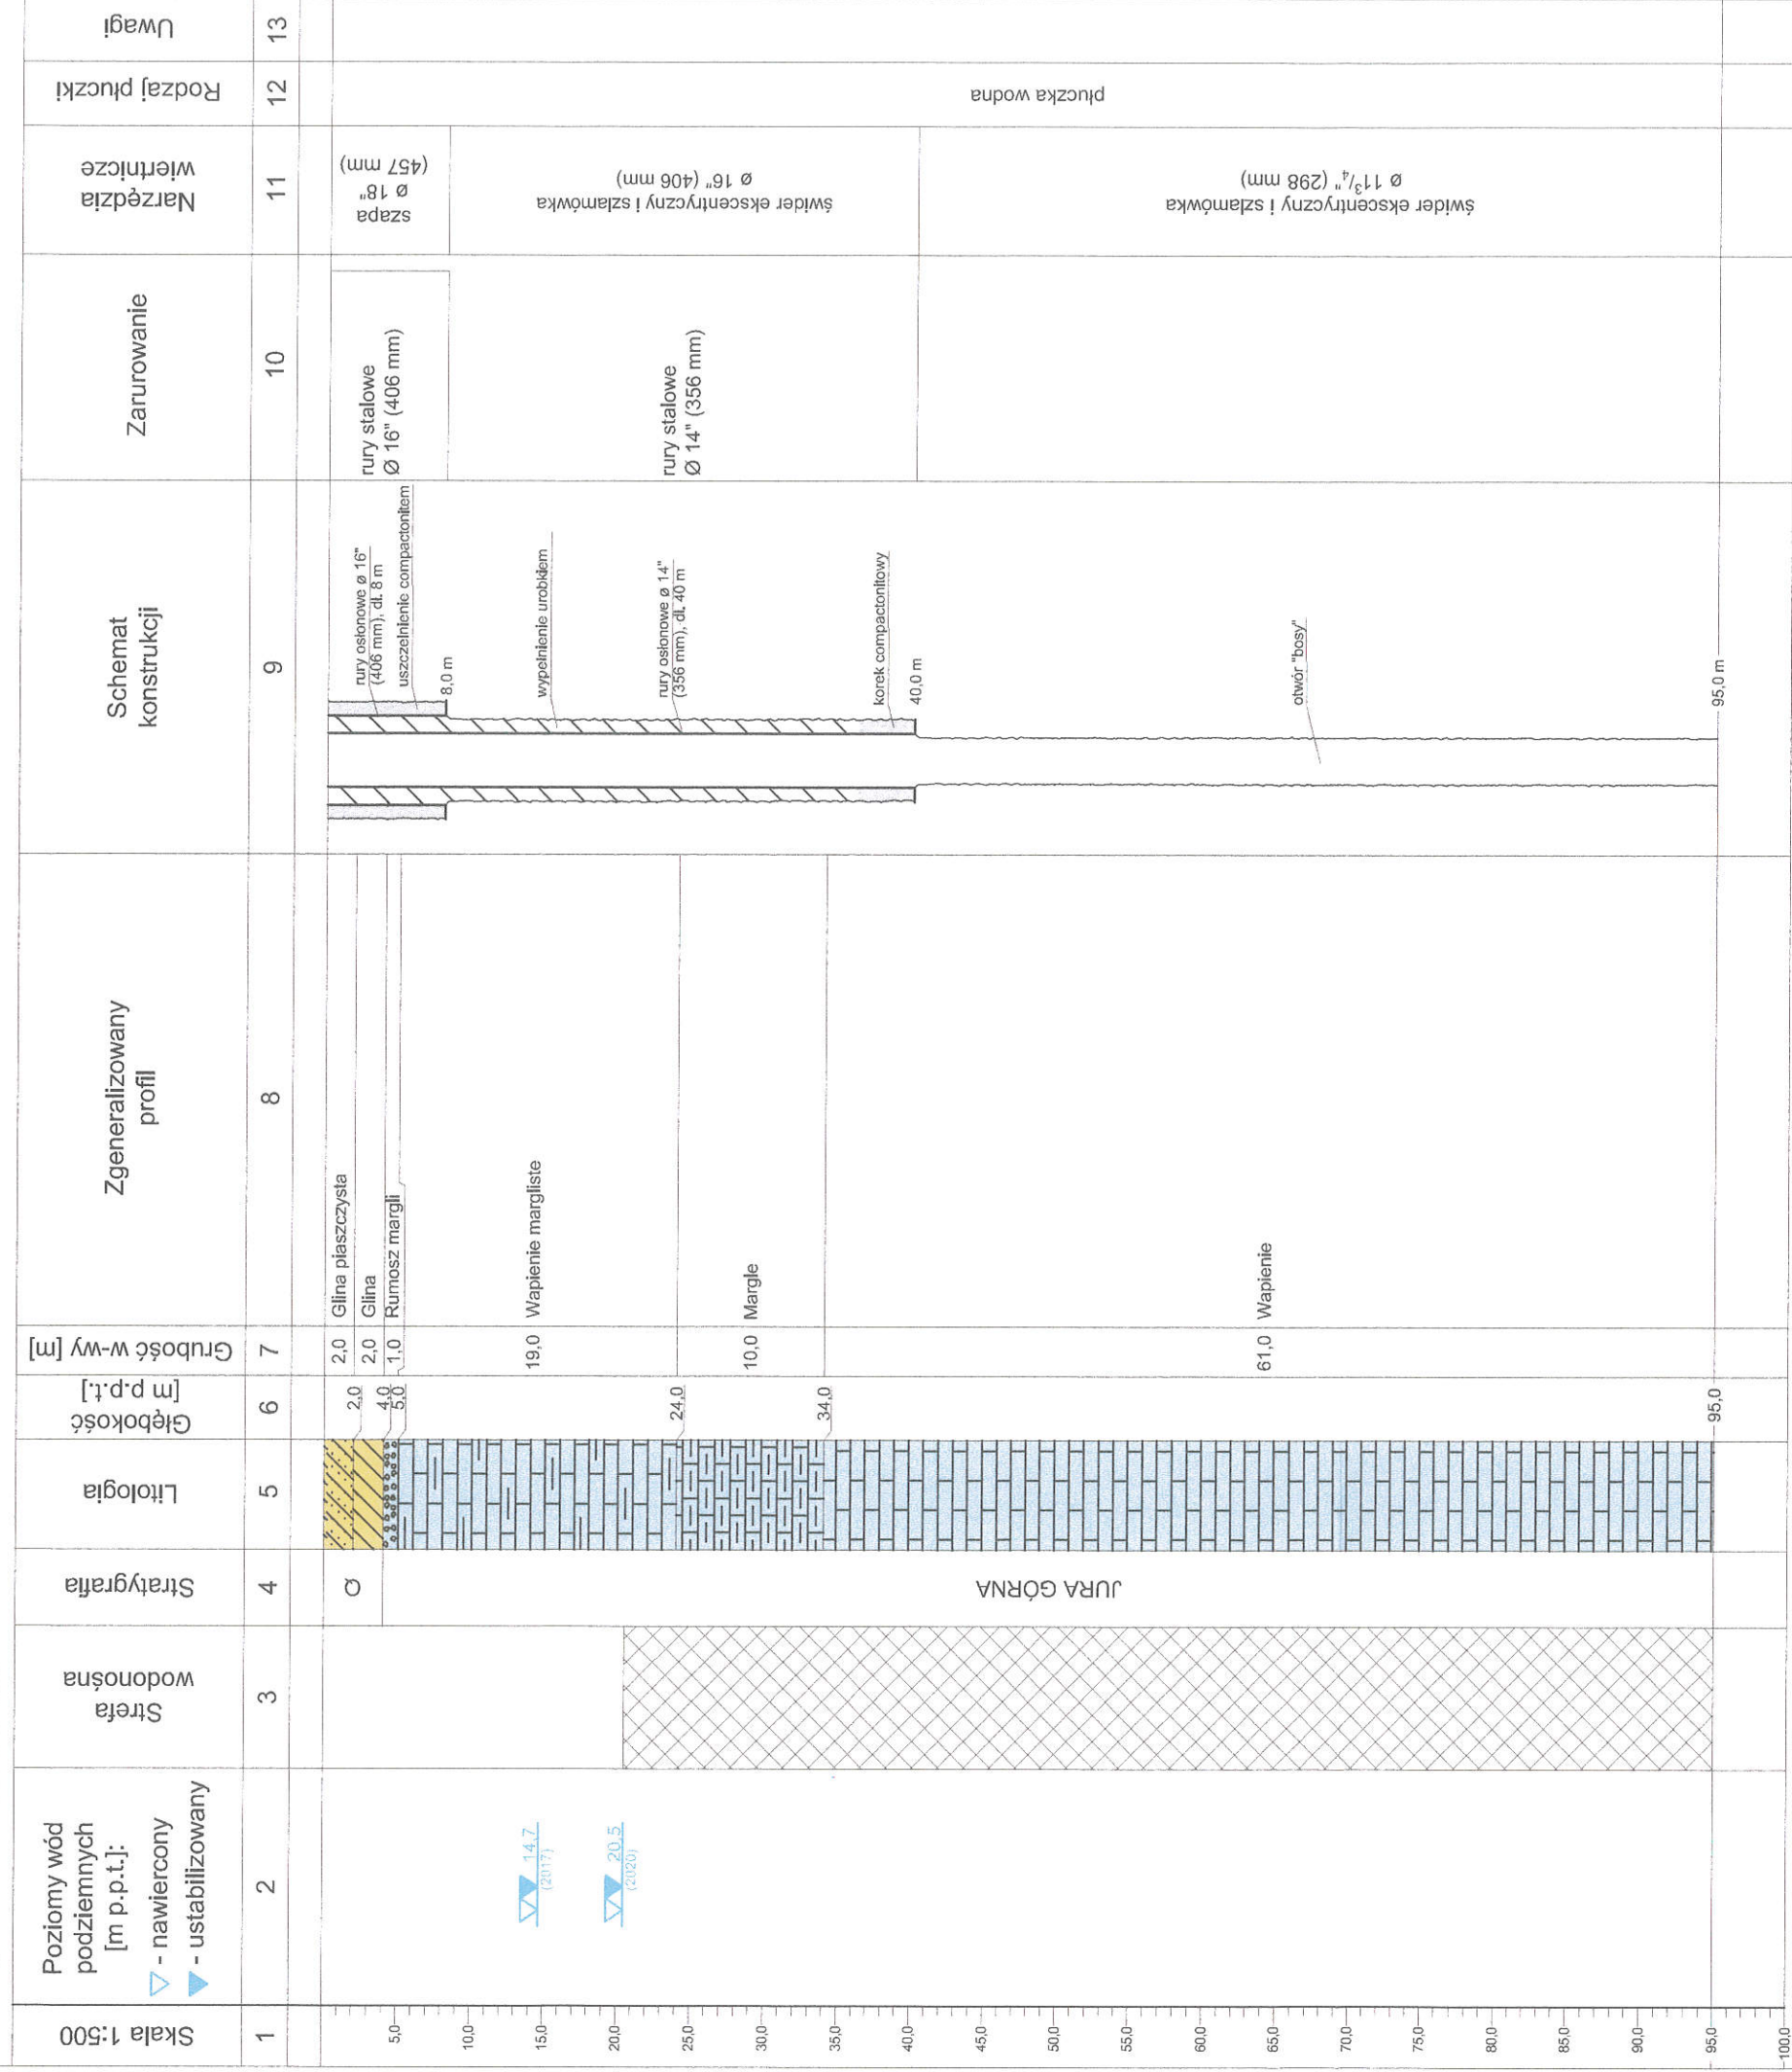 Skala 1:500
Poziomy wód
podziemnych
[m p.p.t.]:
- nawiercony
- ustabilizowany
Strefa
wodonośna
Stratygrafia
Litologia
Głębokość
[m p.p.t.]
Grubość w-wy [m]
Zgeneralizowany
profil
Schemat
konstrukcji
Zarurowanie
Narzędzia
wiertnicze
Rodzaj płuczki
Uwagi
1
2
3
4
5
6
7
8
9
10
11
12
13
5,0
10,0
15,0
20,0
25,0
30,0
35,0
40,0
45,0
50,0
55,0
60,0
65,0
70,0
75,0
80,0
85,0
90,0
95,0
100,0
14,7
(2017)
20,5
(2020)
Q
JURA GÓRNA
2,0
4,0
5,0
24,0
34,0
95,0
2,0 Glina piaszczysta
2,0 Glina
1,0 Rumosz margli
19,0 Wapienie margliste
10,0 Margle
61,0 Wapienie
rury osłonowe ø 16"
(406 mm), dł. 8 m
uszczelnienie compactonitem
8,0 m
wypełnienie urobkiem
rury osłonowe ø 14"
(356 mm), dł. 40 m
korek compactonitowy
40,0 m
otwór "bosy"
95,0 m
rury stalowe
Ø 16" (406 mm)
rury stalowe
Ø 14" (356 mm)
szapa
ø 18"
(457 mm)
świder ekscentryczny i szlamówka
ø 16" (406 mm)
świder ekscentryczny i szlamówka
ø 11³/₄" (298 mm)
płuczka wodna